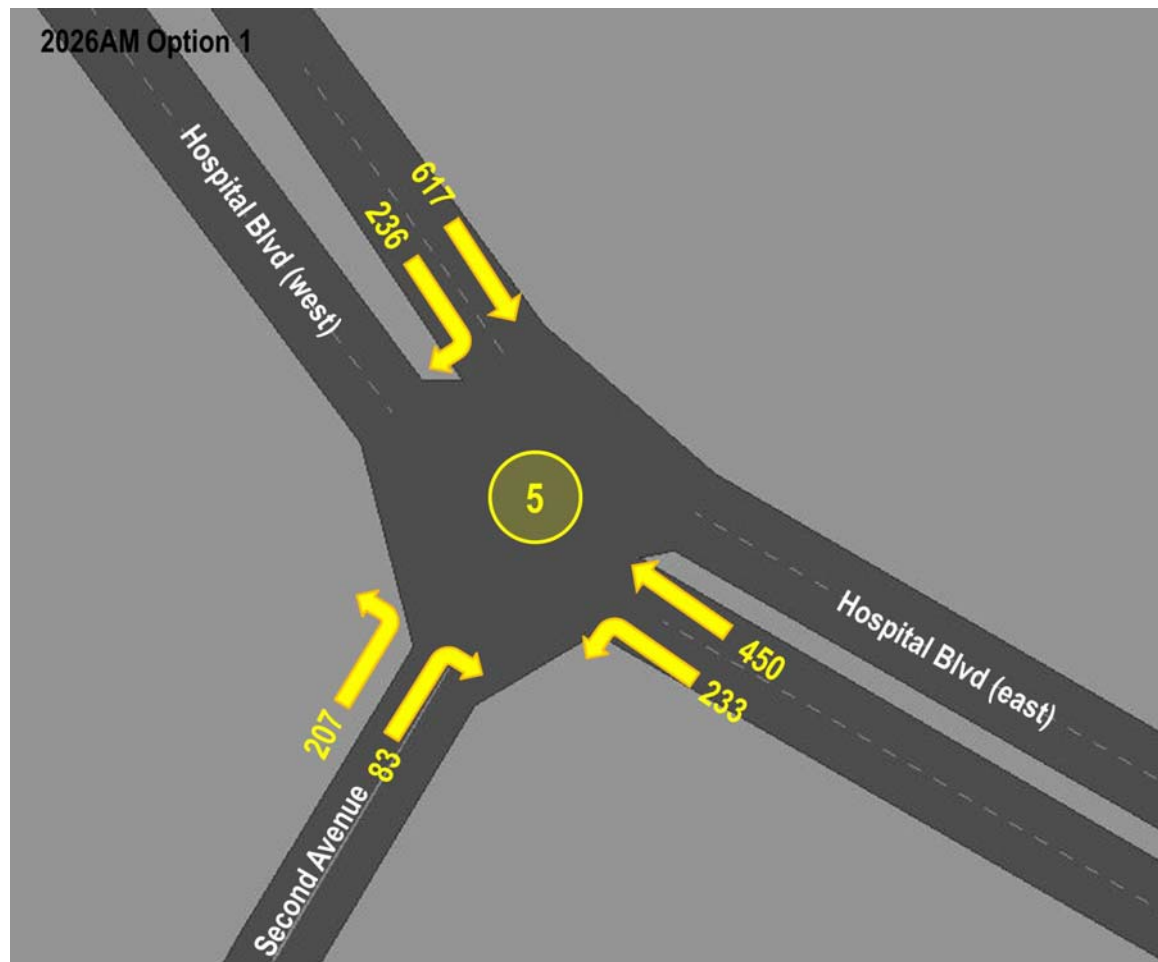 2026AM Option 1
Hospital Blvd (west)
617
236
5
Hospital Blvd (east)
450
233
207
83
Second Avenue